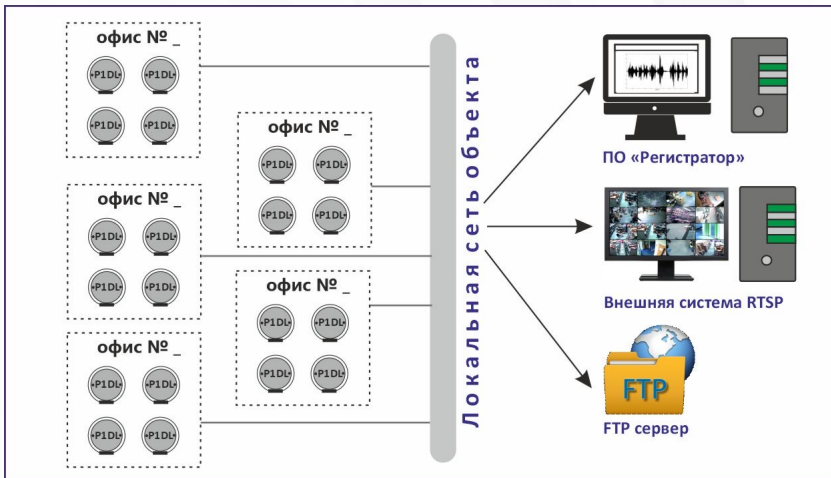 офис № _
•P1DL• •P1DL•
•P1DL• •P1DL•
офис № _
•P1DL• •P1DL•
•P1DL• •P1DL•
офис № _
•P1DL• •P1DL•
•P1DL• •P1DL•
офис № _
•P1DL• •P1DL•
•P1DL• •P1DL•
офис № _
•P1DL• •P1DL•
•P1DL• •P1DL•
Локальная сеть объекта
ПО «Регистратор»
Внешняя система RTSP
FTP
FTP сервер